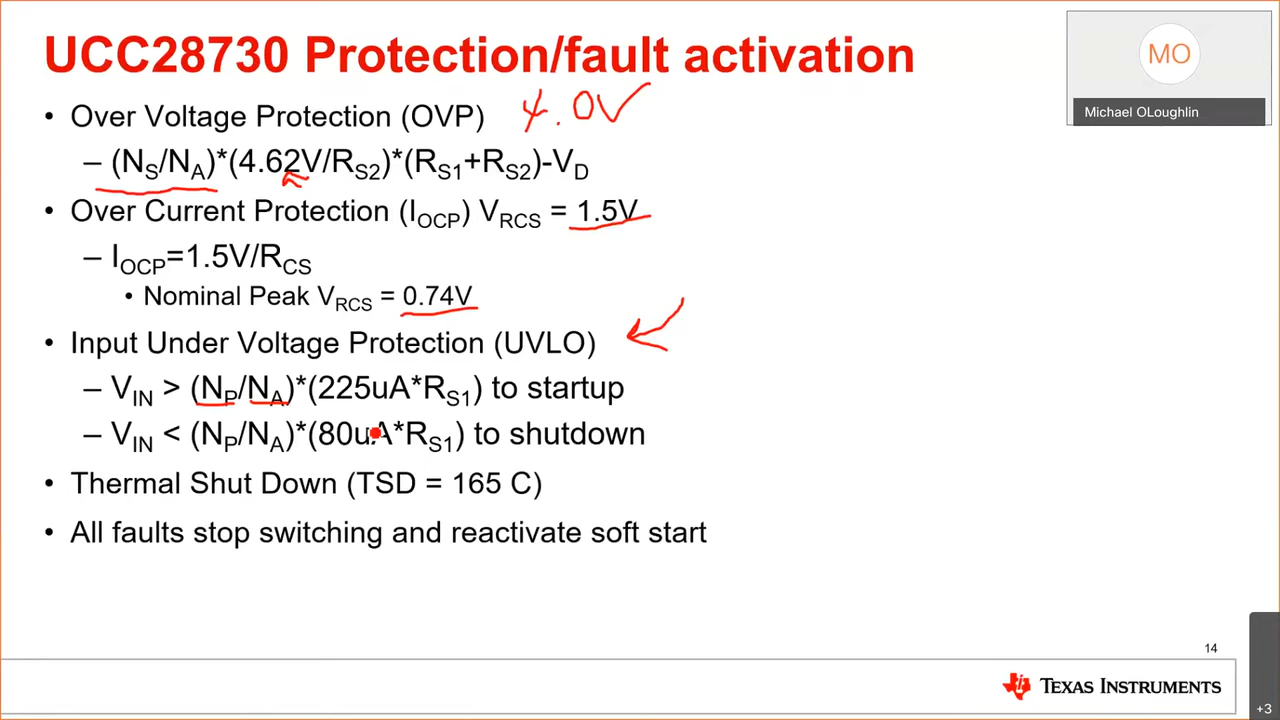 UCC28730 Protection/fault activation
MO
Michael OLoughlin
• Over Voltage Protection (OVP) 4.0V
– (NS/NA)*(4.62V/RS2)*(RS1+RS2)-VD
• Over Current Protection (IOCP) VRCS = 1.5V
– IOCP=1.5V/RCS
• Nominal Peak VRCS = 0.74V
• Input Under Voltage Protection (UVLO)
– VIN > (NP/NA)*(225uA*RS1) to startup
– VIN < (NP/NA)*(80uA*RS1) to shutdown
• Thermal Shut Down (TSD = 165 C)
• All faults stop switching and reactivate soft start
14
TEXAS INSTRUMENTS
+3